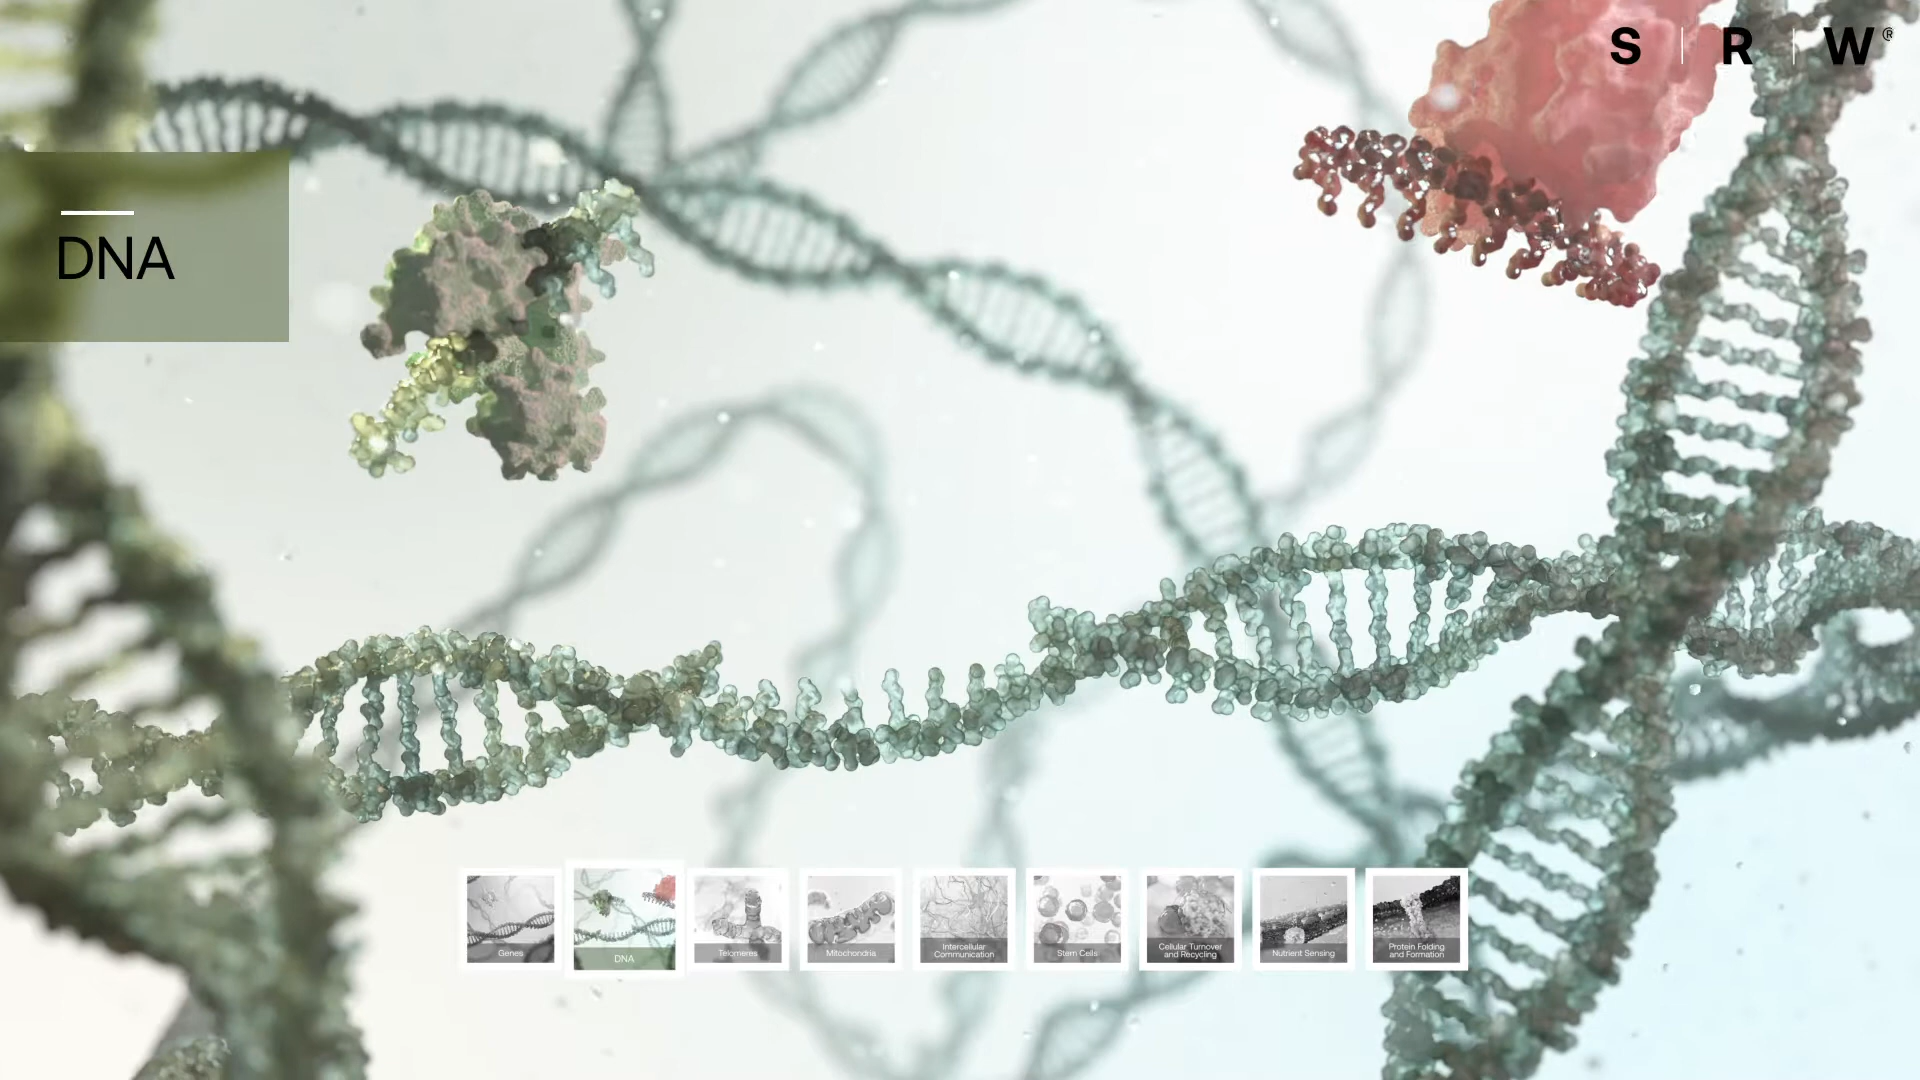 S | R | W®
DNA
Genes
DNA
Telomeres
Mitochondria
Intercellular
Communication
Stem Cells
Cellular Turnover
and Recycling
Nutrient Sensing
Protein Folding
and Formation